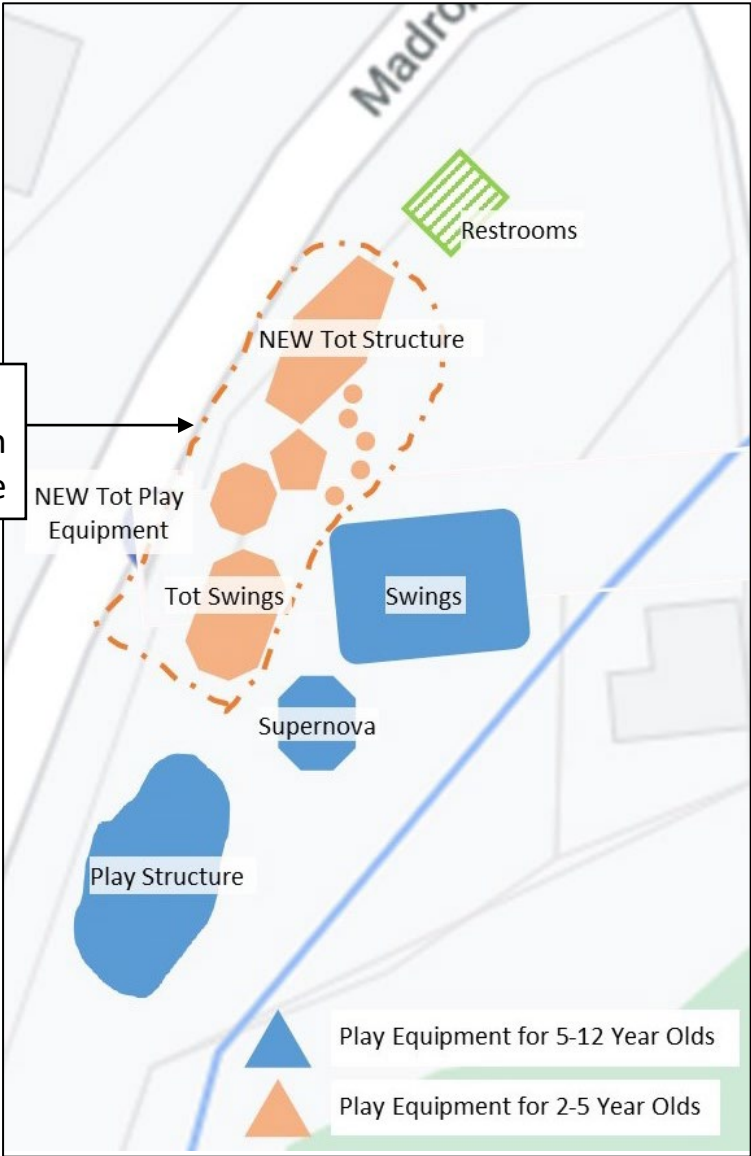 Restrooms
NEW Tot Structure
NEW Tot Play
Equipment
Tot Swings
Swings
Supernova
Play Structure
Play Equipment for 5-12 Year Olds
Play Equipment for 2-5 Year Olds